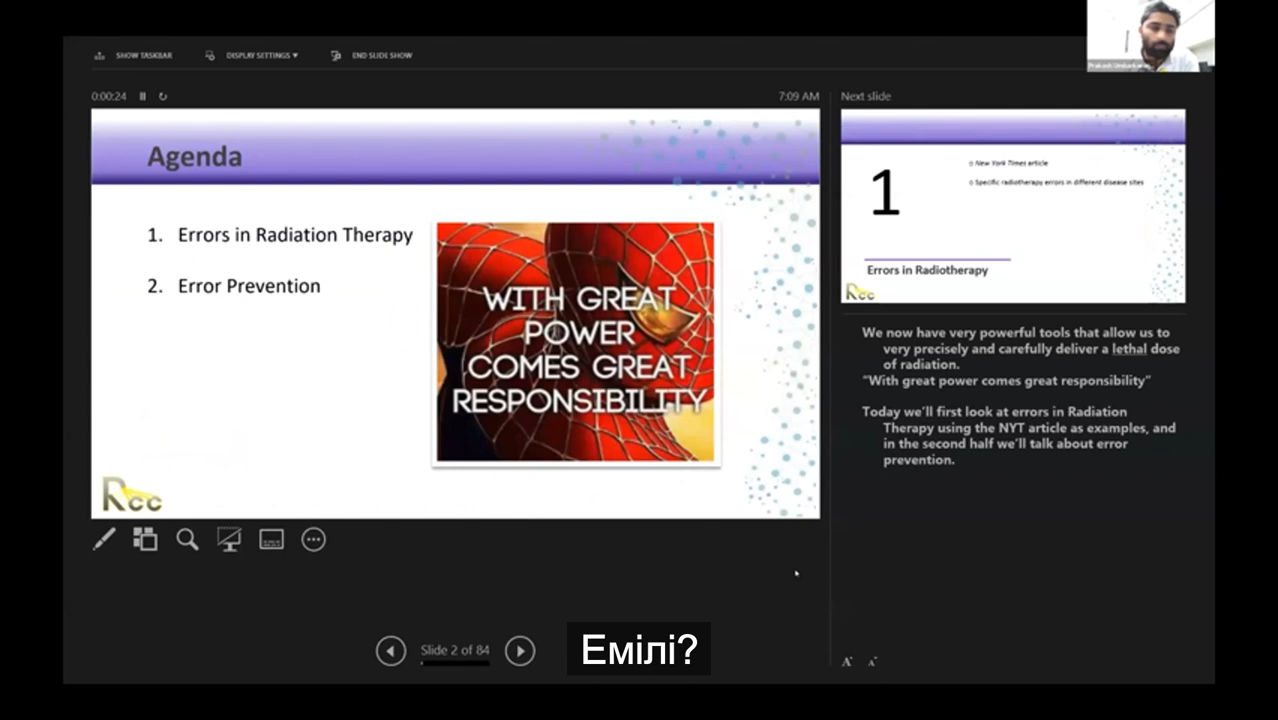 SHOW TASKBAR
DISPLAY SETTINGS ▾
END SLIDE SHOW
0:00:24
7:09 AM
Next slide
Agenda
1. Errors in Radiation Therapy
2. Error Prevention
WITH GREAT
POWER
COMES GREAT
RESPONSIBILITY
Rcc
1
o New York Times article
o Specific radiotherapy errors in different disease sites
Errors in Radiotherapy
Rcc
We now have very powerful tools that allow us to
very precisely and carefully deliver a lethal dose
of radiation.
“With great power comes great responsibility”
Today we'll first look at errors in Radiation
Therapy using the NYT article as examples, and
in the second half we'll talk about error
prevention.
Slide 2 of 84
Емілі?
A A